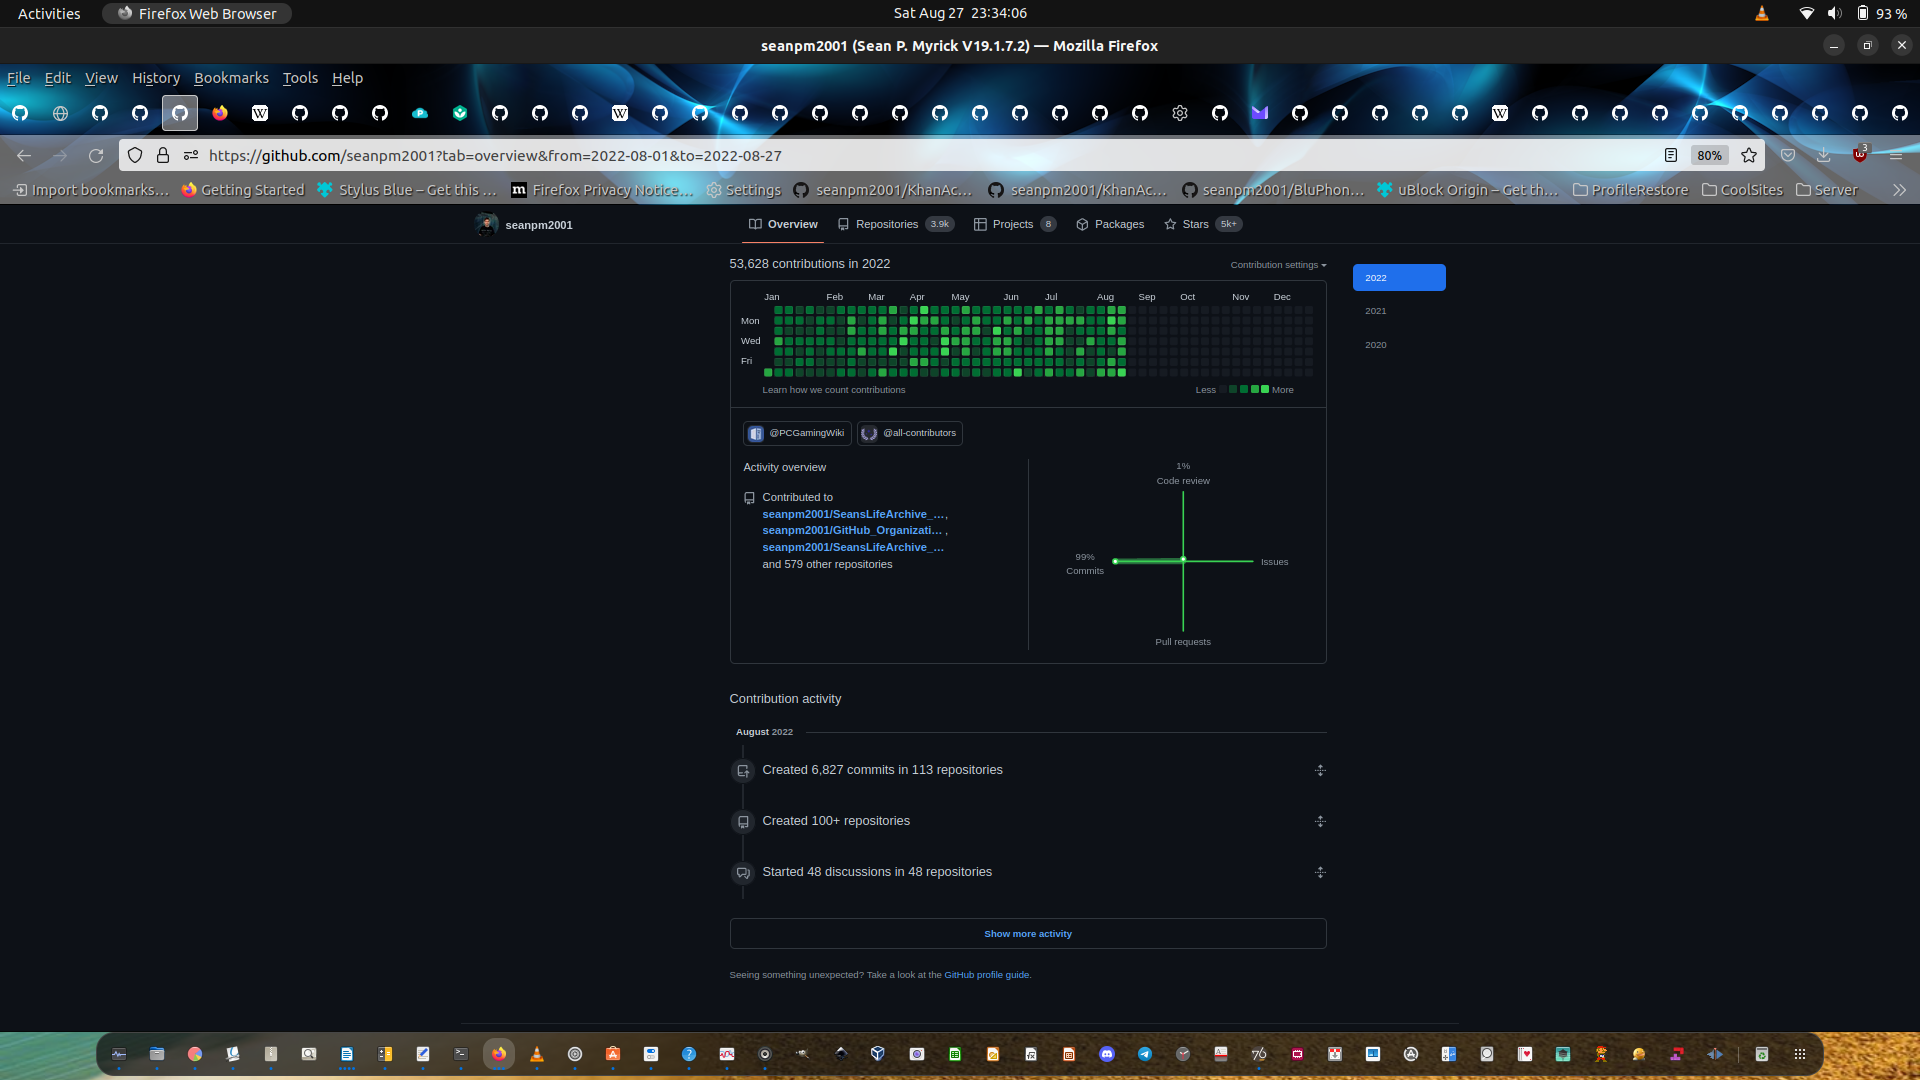 Activities Firefox Web Browser Sat Aug 27 23:34:06 93 %
seanpm2001 (Sean P. Myrick V19.1.7.2) — Mozilla Firefox
File Edit View History Bookmarks Tools Help
https://github.com/seanpm2001?tab=overview&from=2022-08-01&to=2022-08-27 80% 3
Import bookmarks… Getting Started Stylus Blue – Get this … Firefox Privacy Notice… Settings seanpm2001/KhanAc… seanpm2001/KhanAc… seanpm2001/BluPhon… uBlock Origin – Get th… ProfileRestore CoolSites Server
seanpm2001 Overview Repositories 3.9k Projects 8 Packages Stars 5k+
53,628 contributions in 2022 Contribution settings
2022
2021
2020
Jan Feb Mar Apr May Jun Jul Aug Sep Oct Nov Dec
Mon
Wed
Fri
Learn how we count contributions Less More
@PCGamingWiki @all-contributors
Activity overview
Contributed to
seanpm2001/SeansLifeArchive_…,
seanpm2001/GitHub_Organizati… ,
seanpm2001/SeansLifeArchive_…
and 579 other repositories
1%
Code review
99%
Commits
Issues
Pull requests
Contribution activity
August 2022
Created 6,827 commits in 113 repositories
Created 100+ repositories
Started 48 discussions in 48 repositories
Show more activity
Seeing something unexpected? Take a look at the GitHub profile guide.